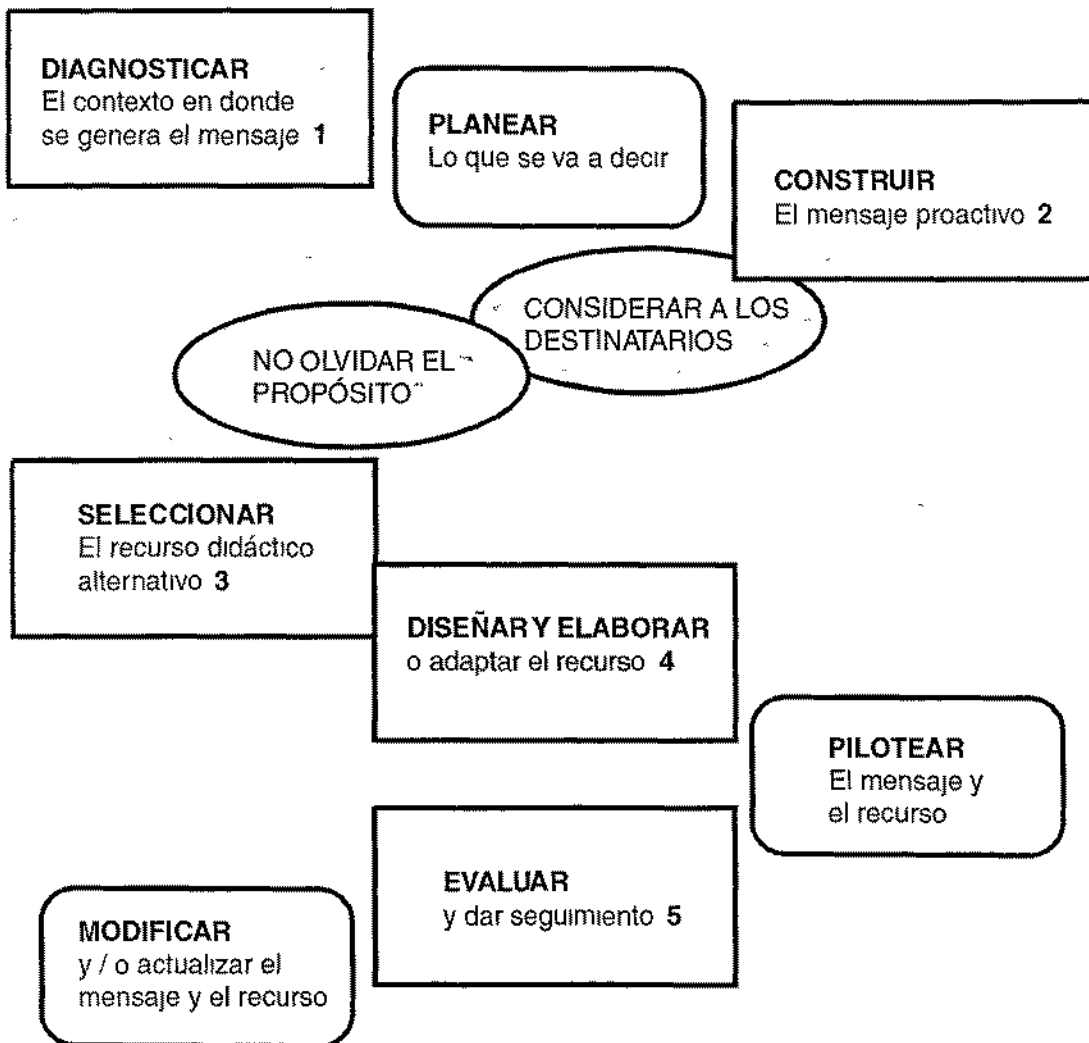 DIAGNOSTICAR
El contexto en donde
se genera el mensaje 1
PLANEAR
Lo que se va a decir
CONSTRUIR
El mensaje proactivo 2
CONSIDERAR A LOS
DESTINATARIOS
NO OLVIDAR EL
PROPÓSITO
SELECCIONAR
El recurso didáctico
alternativo 3
DISEÑAR Y ELABORAR
o adaptar el recurso 4
PILOTEAR
El mensaje y
el recurso
EVALUAR
y dar seguimiento 5
MODIFICAR
y / o actualizar el
mensaje y el recurso